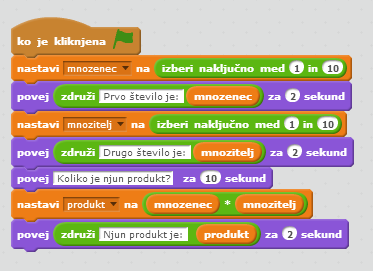 ko je kliknjena
nastavi mnozenec na izberi naključno med 1 in 10
povej združi Prvo število je: mnozenec za 2 sekund
nastavi mnozitelj na izberi naključno med 1 in 10
povej združi Drugo število je: mnozitelj za 2 sekund
povej Koliko je njun produkt? za 10 sekund
nastavi produkt na mnozenec * mnozitelj
povej združi Njun produkt je: produkt za 2 sekund